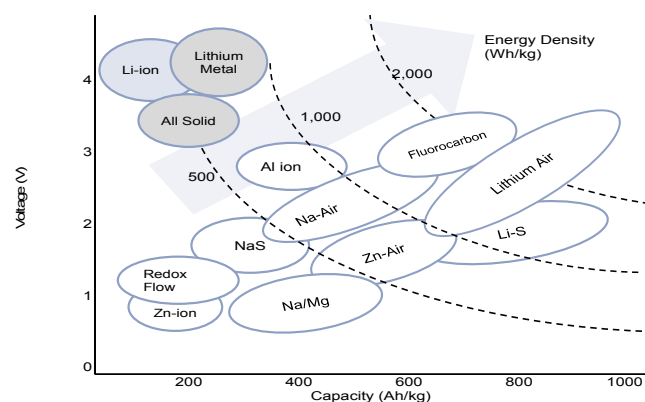 Energy Density
(Wh/kg)
Li-ion
Lithium
Metal
4
2,000
All Solid
1,000
3
Fluorocarbon
Al ion
Lithium Air
500
Voltage (V)
2
Na-Air
Li-S
NaS
Zn-Air
Redox
Flow
1
Na/Mg
Zn-ion
0
200
400
600
800
1000
Capacity (Ah/kg)